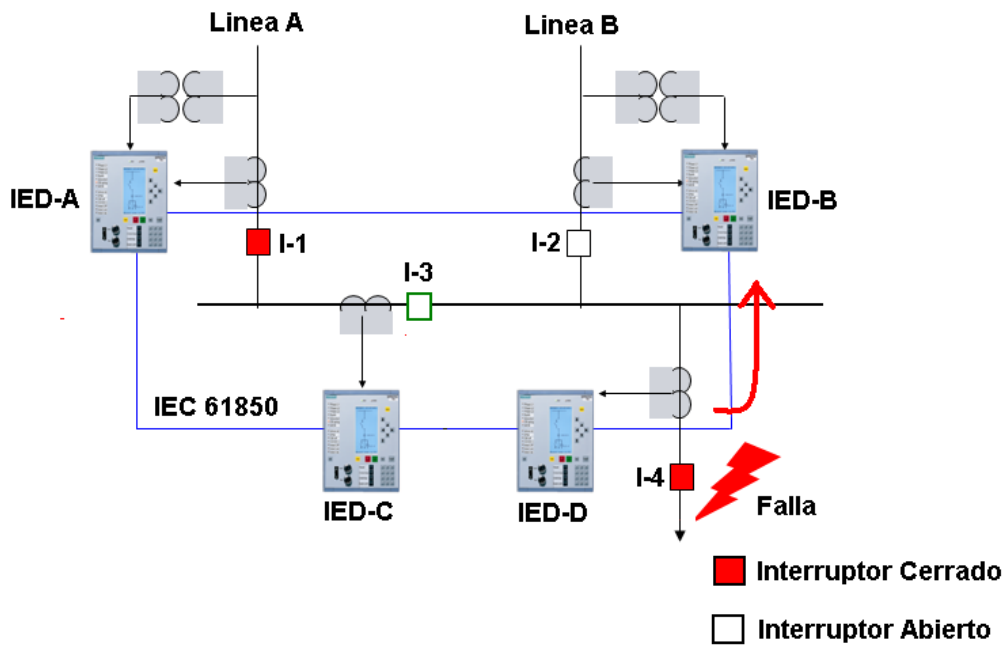 Linea A
Linea B
IED-A
IED-B
I-1
I-2
I-3
IEC 61850
I-4
IED-C
IED-D
Falla
Interruptor Cerrado
Interruptor Abierto